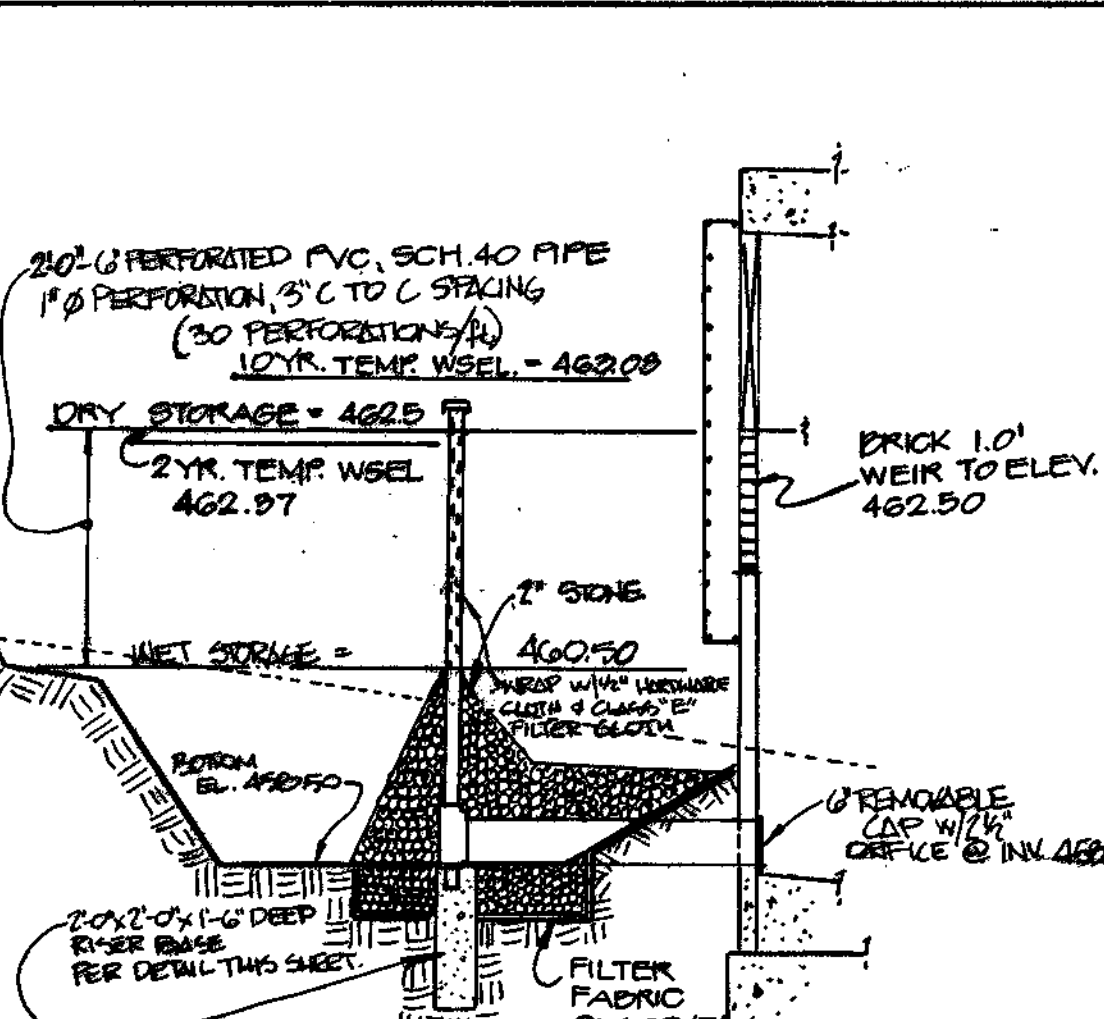 2'-0"-6" PERFORATED PVC, SCH. 40 PIPE
1" Ø PERFORATION, 3" C TO C SPACING
(30 PERFORATIONS/ft.)
10 YR. TEMP. WSEL. = 463.08
DRY STORAGE = 462.5
2 YR. TEMP. WSEL
462.37
BRICK 1.0'
WEIR TO ELEV.
462.50
2" STONE
WET STORAGE = 460.50
WRAP W/ 1/2" HARDWARE
CLOTH & CLASS "E"
FILTER CLOTH
BOTTOM
EL. 458.50
6" REMOVABLE
CAP W/ 2 1/2"
ORIFICE @ INV. 458
2'-0" x 2'-0" x 1'-6" DEEP
RISER BASE
PER DETAIL THIS SHEET.
FILTER
FABRIC